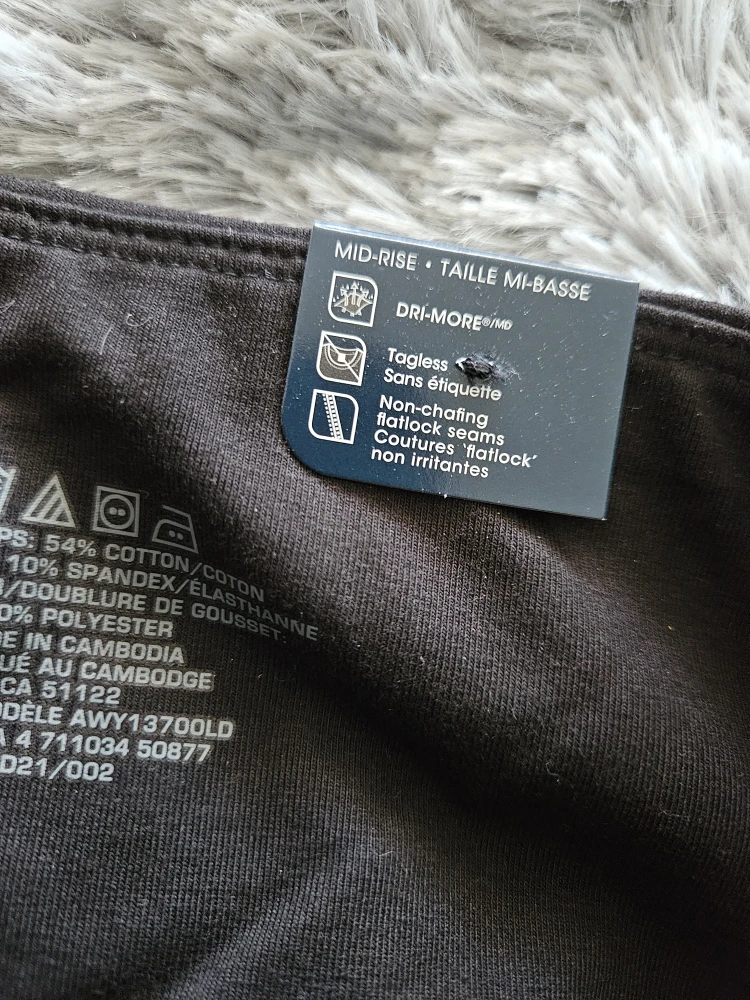 MID-RISE • TAILLE MI-BASSE
DRI-MORE®/MD
Tagless
Sans étiquette
Non-chafing
flatlock seams
Coutures 'flatlock'
non irritantes
PS: 54% COTTON/COTON
10% SPANDEX/ÉLASTHANNE
/DOUBLURE DE GOUSSET:
0% POLYESTER
E IN CAMBODIA
UÉ AU CAMBODGE
CA 51122
DÈLE AWY13700LD
A 4 711034 50877
D21/002